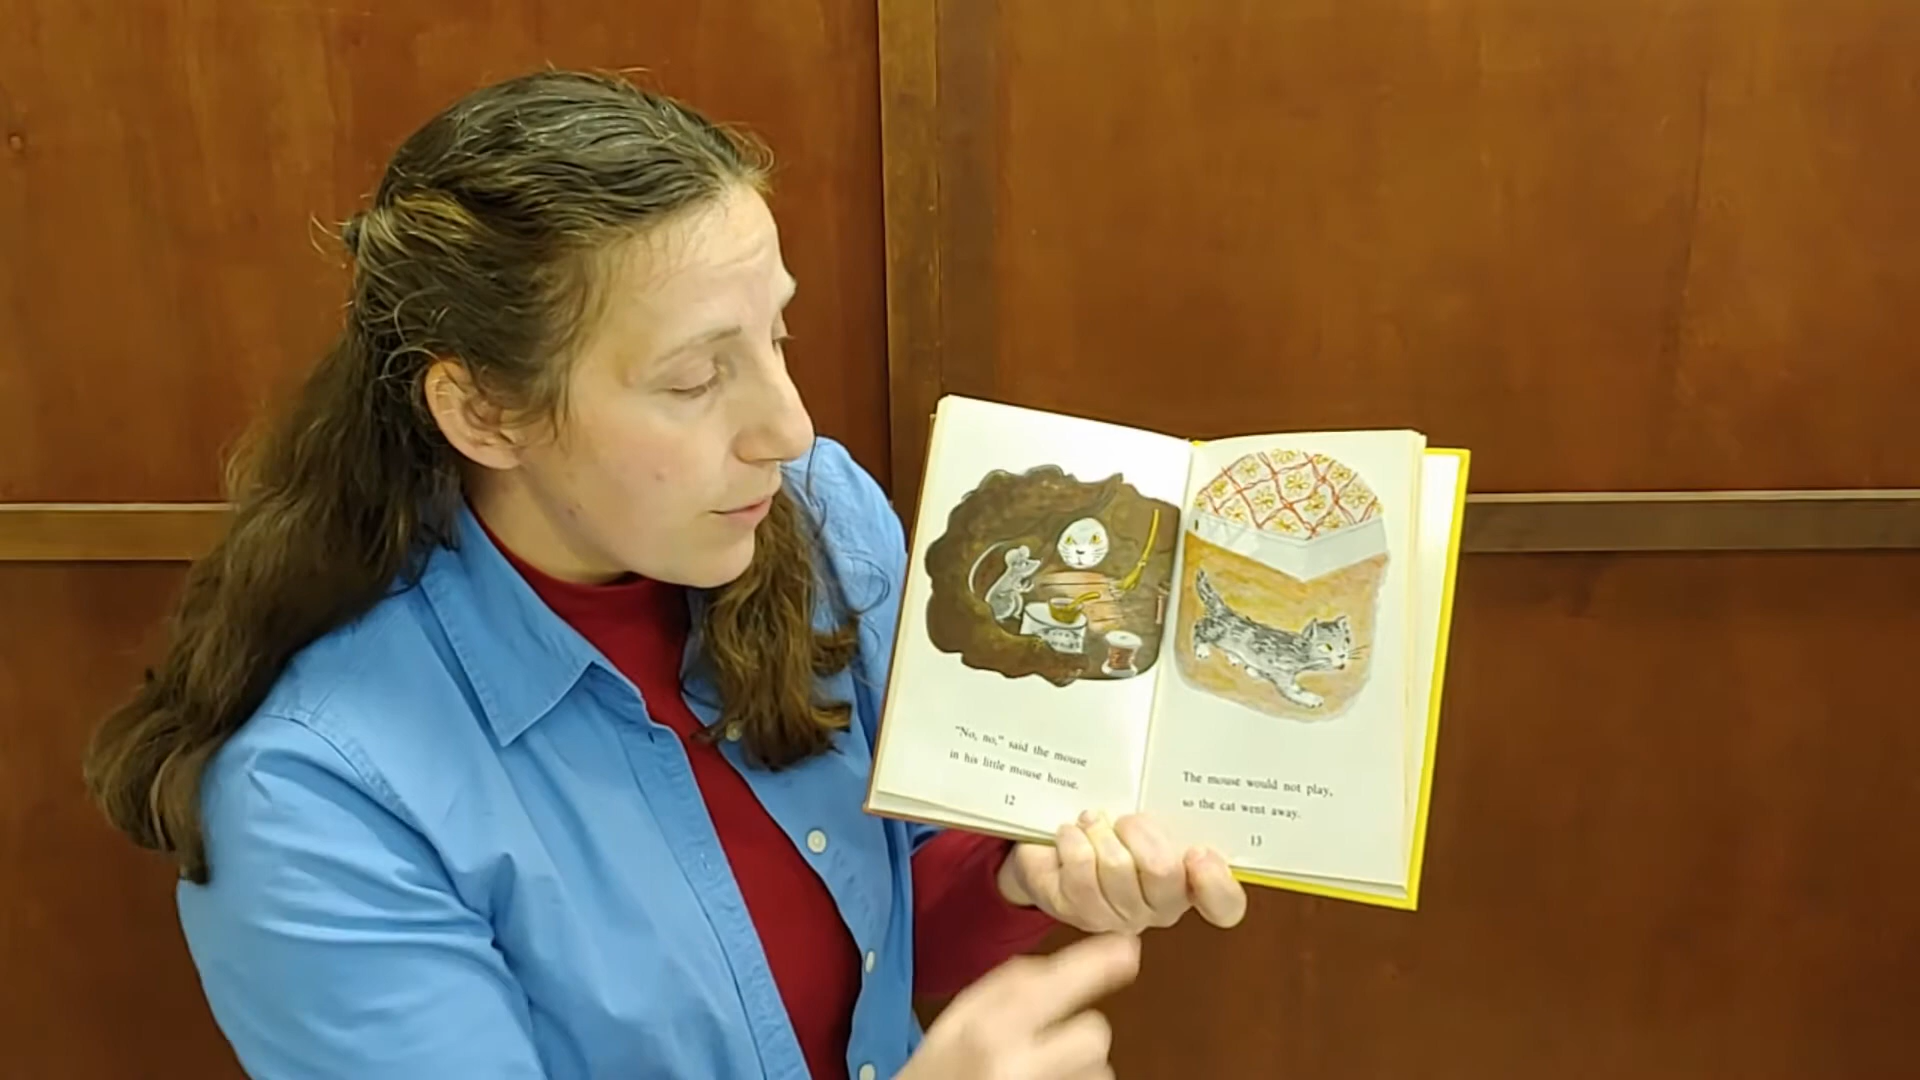 "No, no," said the mouse
in his little mouse house.
12
The mouse would not play,
so the cat went away.
13